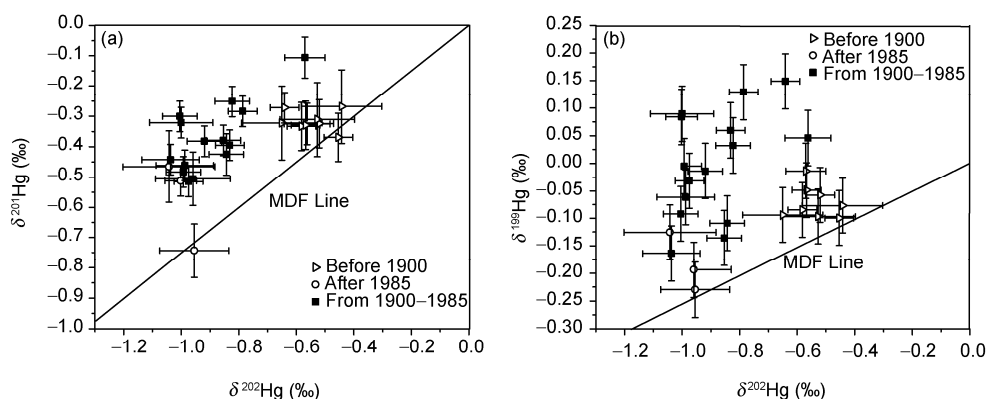 (a)
0.0
−0.1
−0.2
−0.3
−0.4
−0.5
−0.6
−0.7
−0.8
−0.9
−1.0
δ²⁰¹Hg (‰)
MDF Line
Before 1900
After 1985
From 1900−1985
−1.2 −1.0 −0.8 −0.6 −0.4 −0.2 0.0
δ²⁰²Hg (‰)
(b)
0.25
0.20
0.15
0.10
0.05
0.00
−0.05
−0.10
−0.15
−0.20
−0.25
−0.30
δ¹⁹⁹Hg (‰)
Before 1900
After 1985
From 1900−1985
MDF Line
−1.2 −1.0 −0.8 −0.6 −0.4 −0.2 0.0
δ²⁰²Hg (‰)